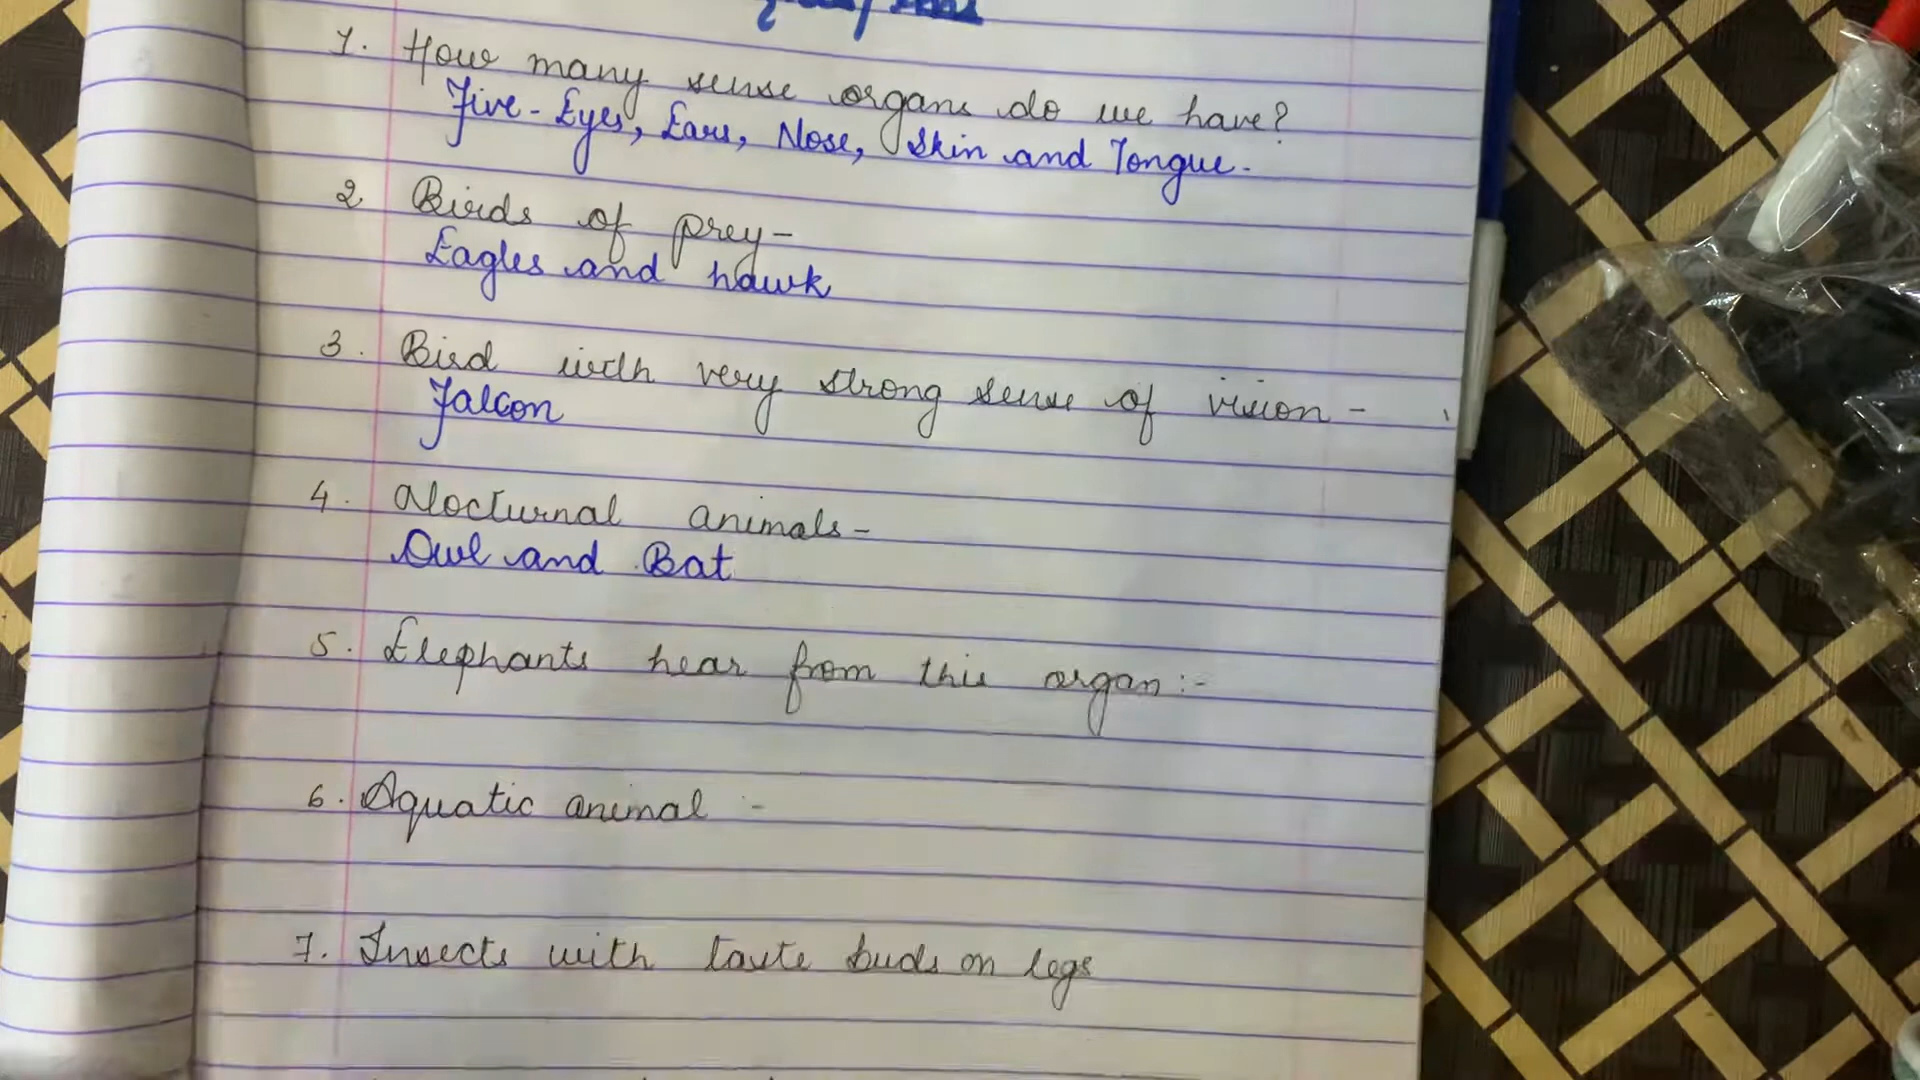 1. How many sense organs do we have?
Five - Eyes, Ears, Nose, Skin and Tongue.
2. Birds of prey-
Eagles and hawk
3. Bird with very strong sense of vision -
Falcon
4. Nocturnal animals-
Owl and Bat
5. Elephants hear from this organ:-
6. Aquatic animal :-
7. Insects with taste buds on legs